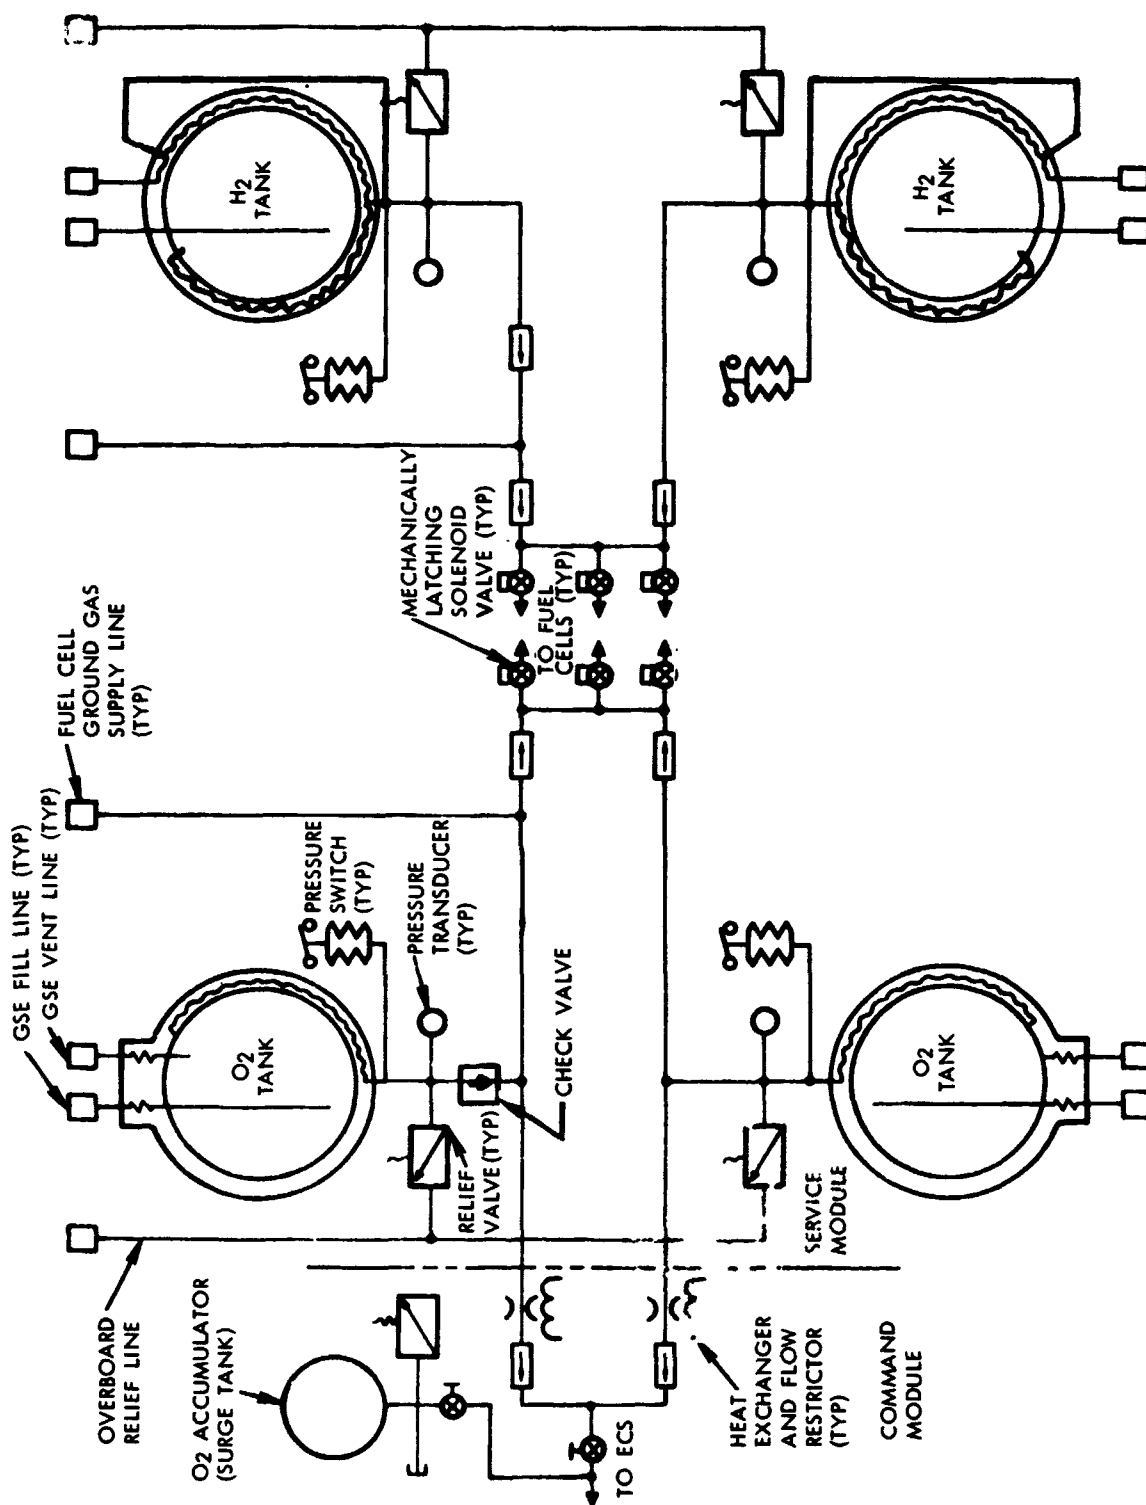 OVERBOARD
RELIEF LINE
O2 ACCUMULATOR
(SURGE TANK)
TO ECS
HEAT
EXCHANGER
AND FLOW
RESTRICTOR
(TYP)
COMMAND
MODULE
SERVICE
MODULE
GSE FILL LINE (TYP)
GSE VENT LINE (TYP)
O2
TANK
RELIEF
VALVE (TYP)
PRESSURE
SWITCH
(TYP)
PRESSURE
TRANSDUCER
(TYP)
CHECK VALVE
O2
TANK
FUEL CELL
GROUND GAS
SUPPLY LINE
(TYP)
MECHANICALLY
LATCHING
SOLENOID
VALVE (TYP)
TO FUEL
CELLS (TYP)
H2
TANK
H2
TANK